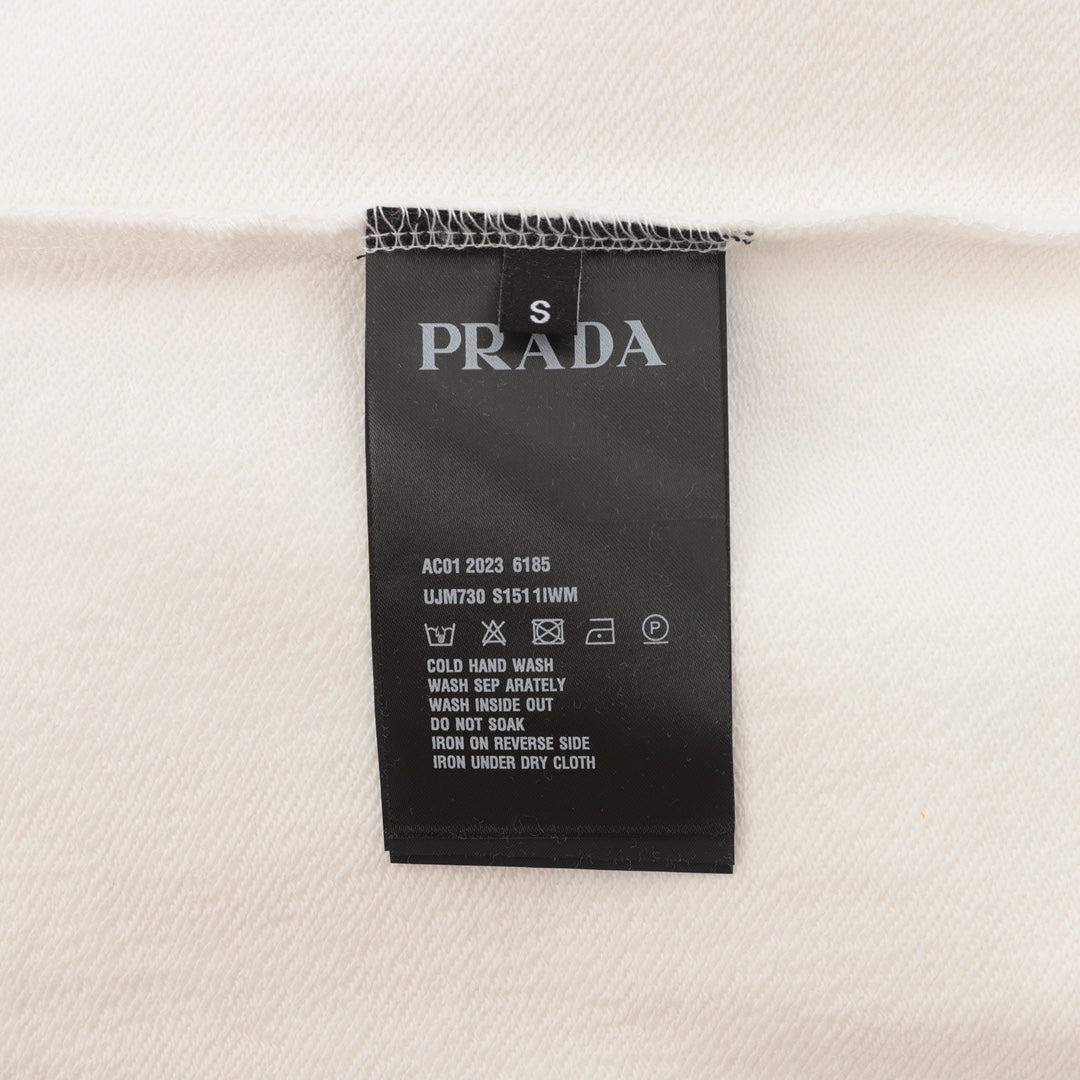 S
PRADA
AC01 2023 6185
UJM730 S1511IWM
P
COLD HAND WASH
WASH SEP ARATELY
WASH INSIDE OUT
DO NOT SOAK
IRON ON REVERSE SIDE
IRON UNDER DRY CLOTH